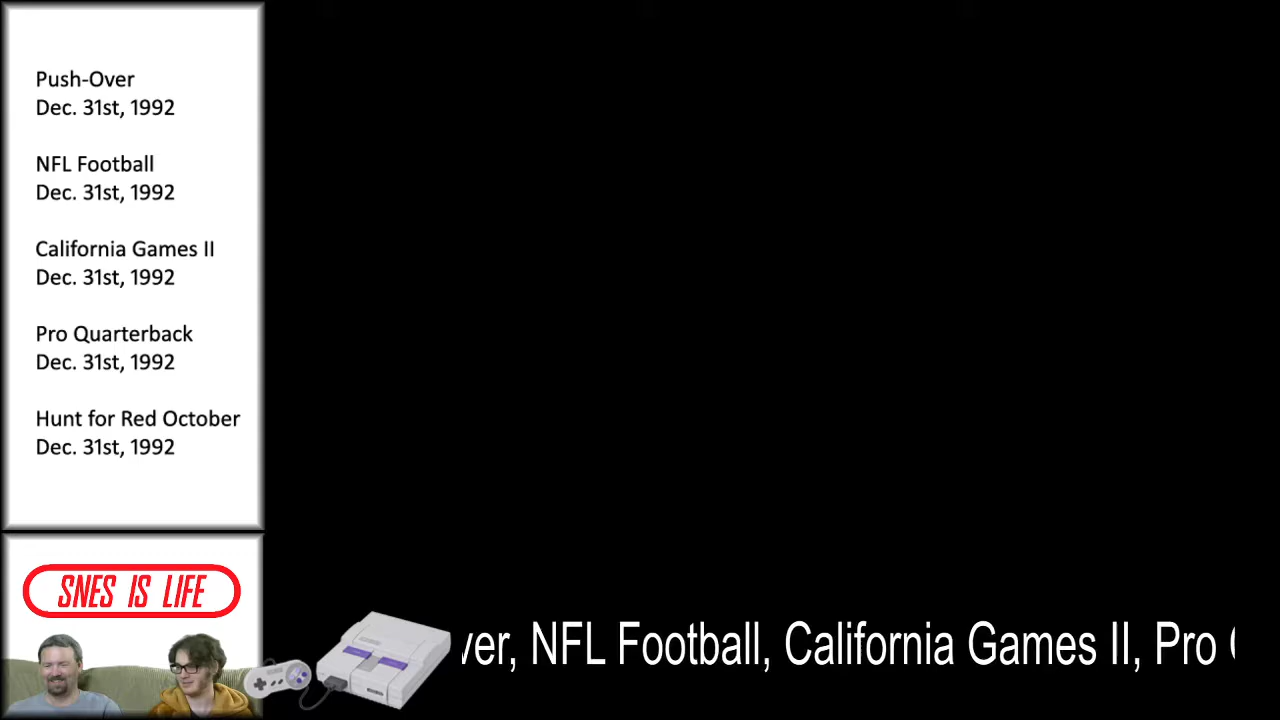 Push-Over
Dec. 31st, 1992
NFL Football
Dec. 31st, 1992
California Games II
Dec. 31st, 1992
Pro Quarterback
Dec. 31st, 1992
Hunt for Red October
Dec. 31st, 1992
SNES IS LIFE
ver, NFL Football, California Games II, Pro